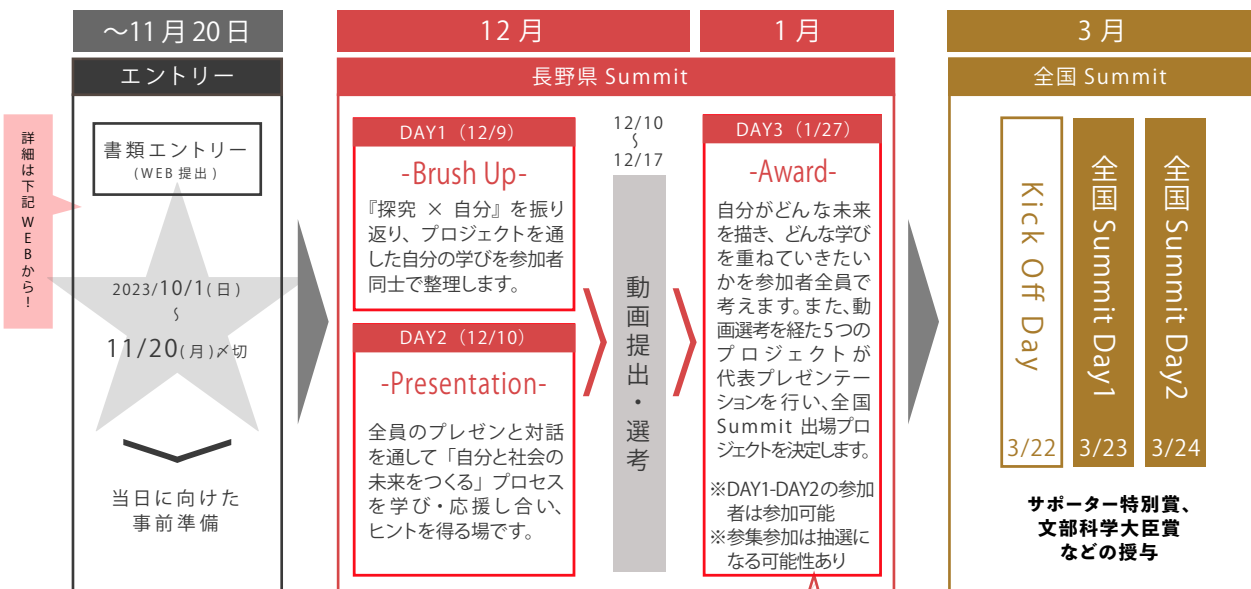 ～11月20日
エントリー
詳細は下記WEBから！
書類エントリー
(WEB 提出)
2023/10/1(日)
〜
11/20(月)〆切
当日に向けた
事前準備
12月
1月
長野県 Summit
DAY1（12/9）
-Brush Up-
『探究 × 自分』を振り
返り、プロジェクトを通
した自分の学びを参加者
同士で整理します。
DAY2（12/10）
-Presentation-
全員のプレゼンと対話
を通して「自分と社会の
未来をつくる」プロセス
を学び・応援し合い、
ヒントを得る場です。
12/10
〜
12/17
動画提出・選考
DAY3（1/27）
-Award-
自分がどんな未来
を描き、どんな学び
を重ねていきたい
かを参加者全員で
考えます。また、動
画選考を経た5つの
プロジェクトが
代表プレゼンテー
ションを行い、全国
Summit 出場プロ
ジェクトを決定します。
※DAY1-DAY2の参加
者は参加可能
※参集参加は抽選に
なる可能性あり
3月
全国 Summit
Kick Off Day
3/22
全国 Summit Day1
3/23
全国 Summit Day2
3/24
サポーター特別賞、
文部科学大臣賞
などの授与